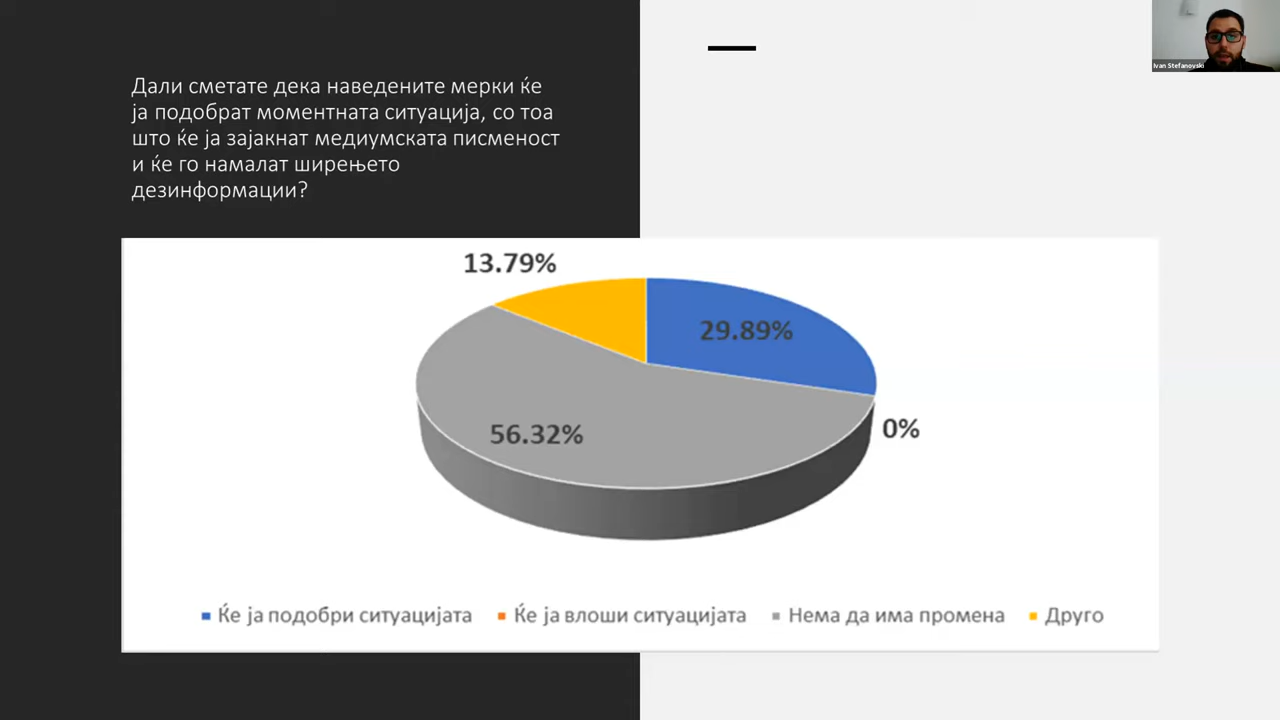 Дали сметате дека наведените мерки ќе
ја подобрат моментната ситуација, со тоа
што ќе ја зајакнат медиумската писменост
и ќе го намалат ширењето
дезинформации?
Ivan Stefanovski
13.79%
29.89%
56.32%
0%
Ќе ја подобри ситуацијата
Ќе ја влоши ситуацијата
Нема да има промена
Друго